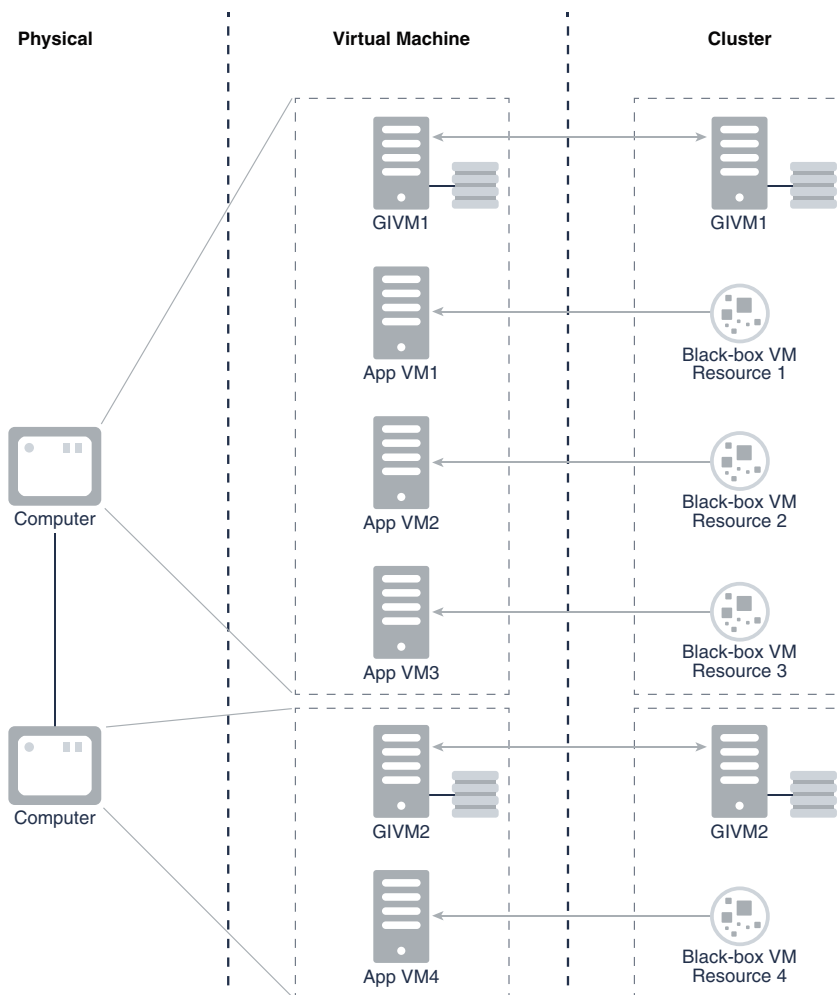 Physical
Virtual Machine
Cluster
GIVM1
GIVM1
App VM1
Black-box VM
Resource 1
Computer
App VM2
Black-box VM
Resource 2
App VM3
Black-box VM
Resource 3
Computer
GIVM2
GIVM2
App VM4
Black-box VM
Resource 4